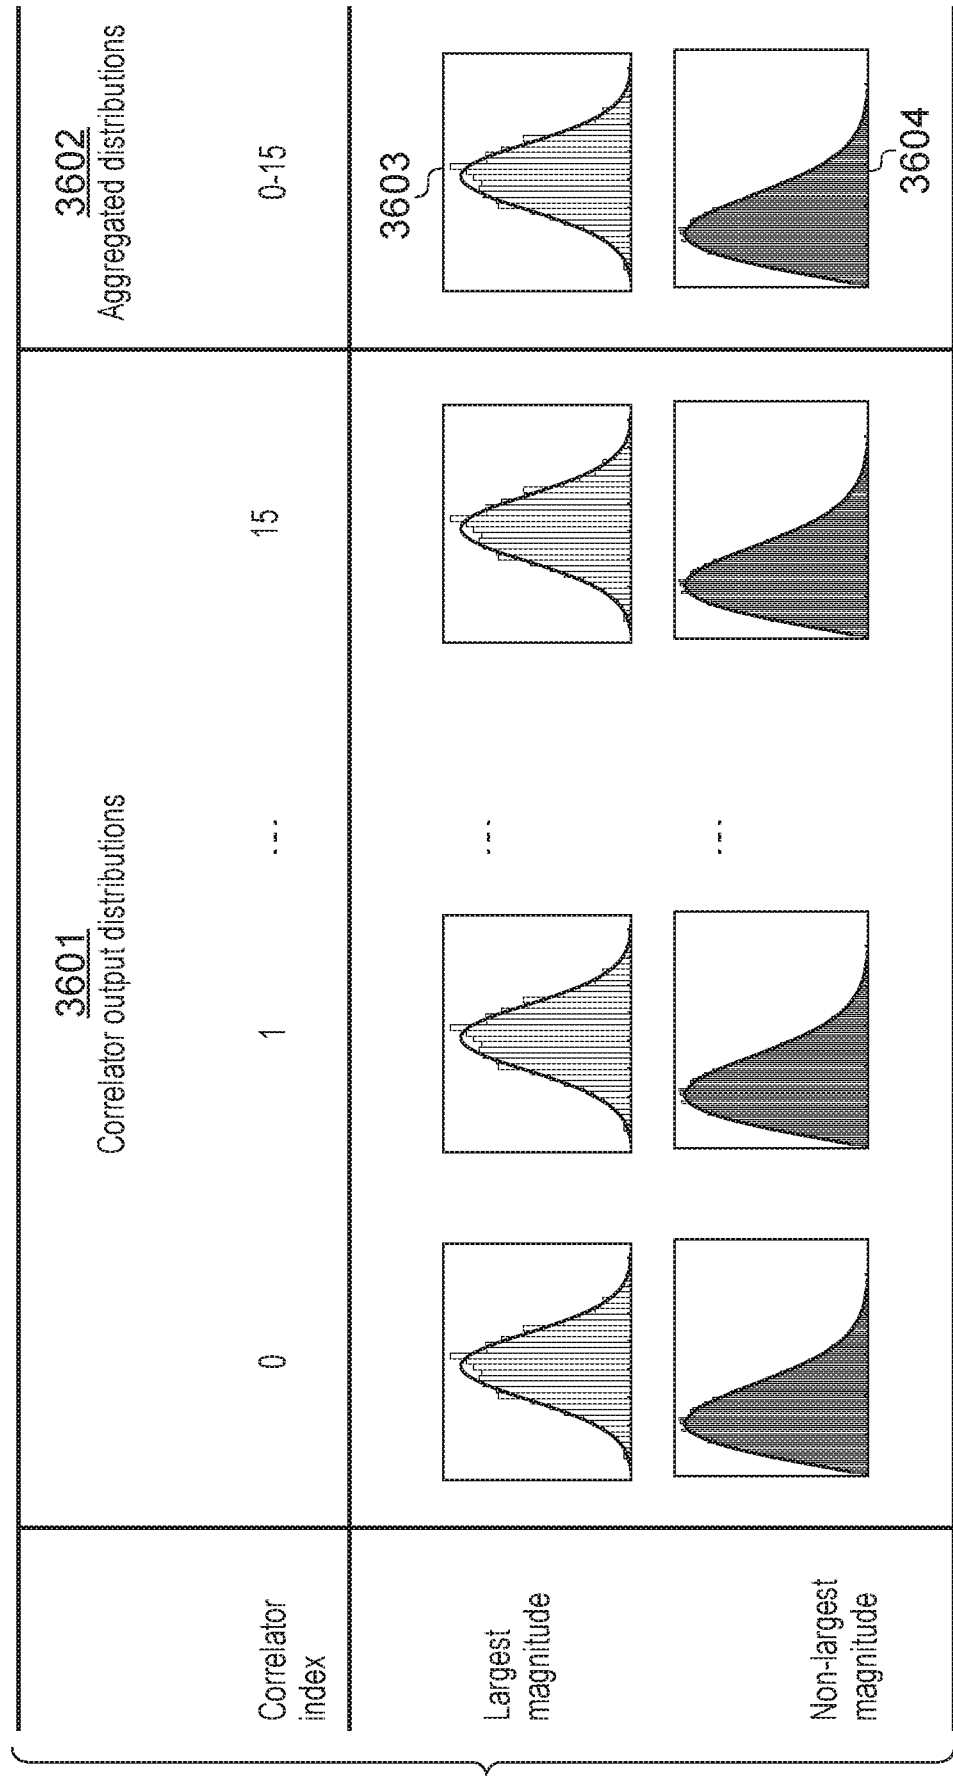 3601
Correlator output distributions
3602
Aggregated distributions
Correlator
index
0
1
...
15
0-15
Largest
magnitude
...
3603
Non-largest
magnitude
...
3604